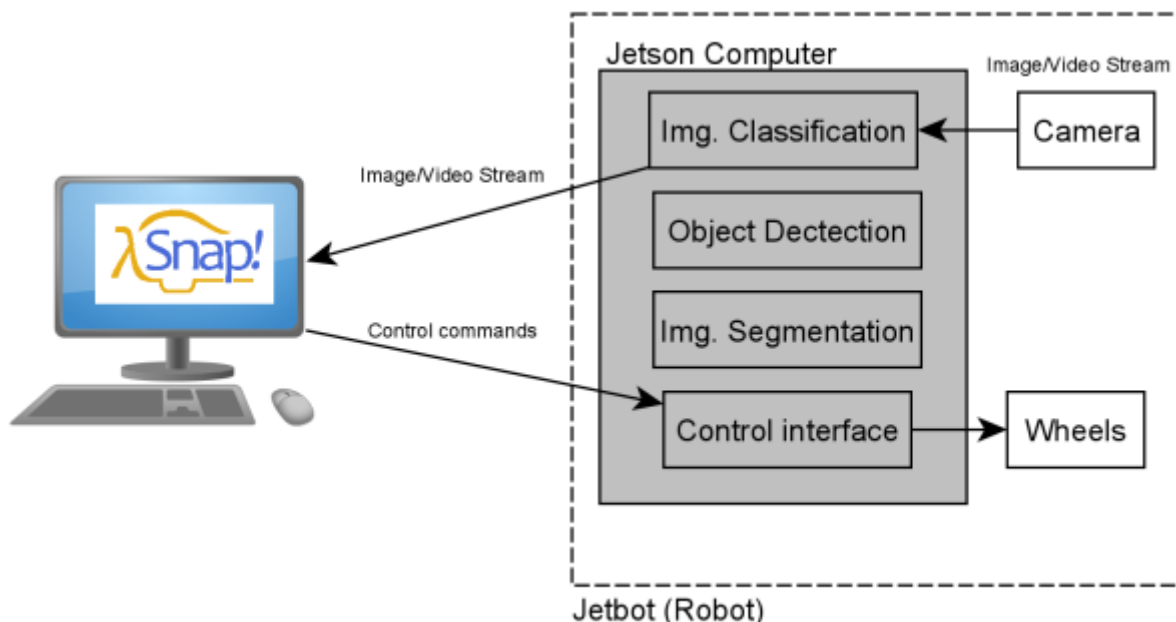 Jetson Computer
Image/Video Stream
Img. Classification
Camera
Image/Video Stream
λSnap!
Object Dectection
Img. Segmentation
Control commands
Control interface
Wheels
Jetbot (Robot)